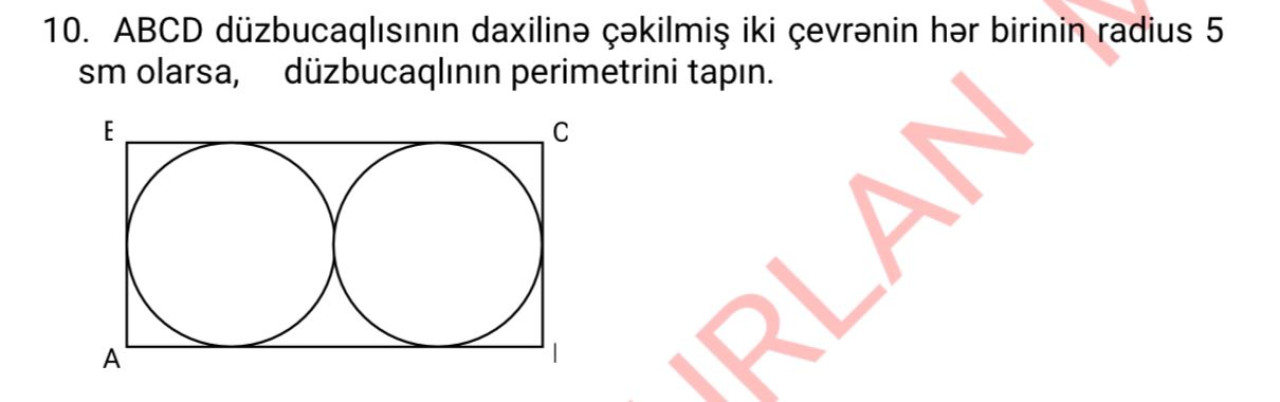 10. ABCD düzbucaqlısının daxilinə çəkilmiş iki çevrənin hər birinin radius 5
sm olarsa, düzbucaqlının perimetrini tapın.
E C
A I
IRLAN